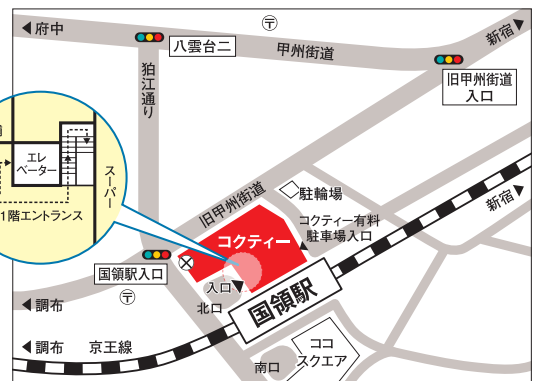 ◀府中
〒
新宿▶
八雲台二
甲州街道
狛江通り
旧甲州街道
入口
エレ
ベーター
スーパー
1階エントランス
旧甲州街道
駐輪場
新宿▶
コクティー有料
駐車場入口
コクティー
国領駅入口
入口
北口
国領駅
〒
◀調布
◀調布 京王線
ココ
スクエア
南口